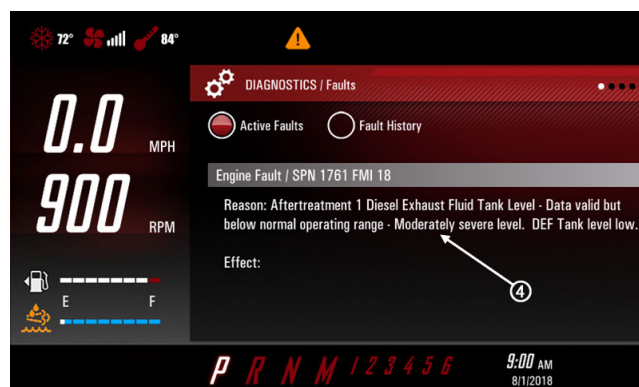 72° 84°
DIAGNOSTICS / Faults
Active Faults Fault History
0.0 MPH
Engine Fault / SPN 1761 FMI 18
Reason: Aftertreatment 1 Diesel Exhaust Fluid Tank Level - Data valid but
below normal operating range - Moderately severe level. DEF Tank level low.
900 RPM
Effect:
4
E F
P R N M 1 2 3 4 5 6
9:00 AM
8/1/2018